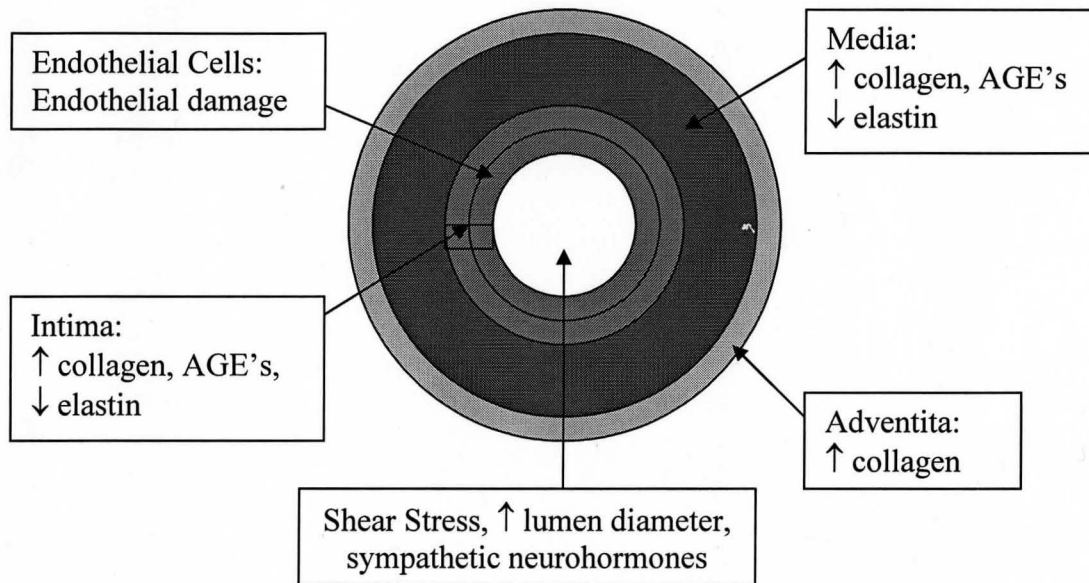 Endothelial Cells:
Endothelial damage
Media:
↑ collagen, AGE’s
↓ elastin
Intima:
↑ collagen, AGE’s,
↓ elastin
Adventita:
↑ collagen
Shear Stress, ↑ lumen diameter,
sympathetic neurohormones